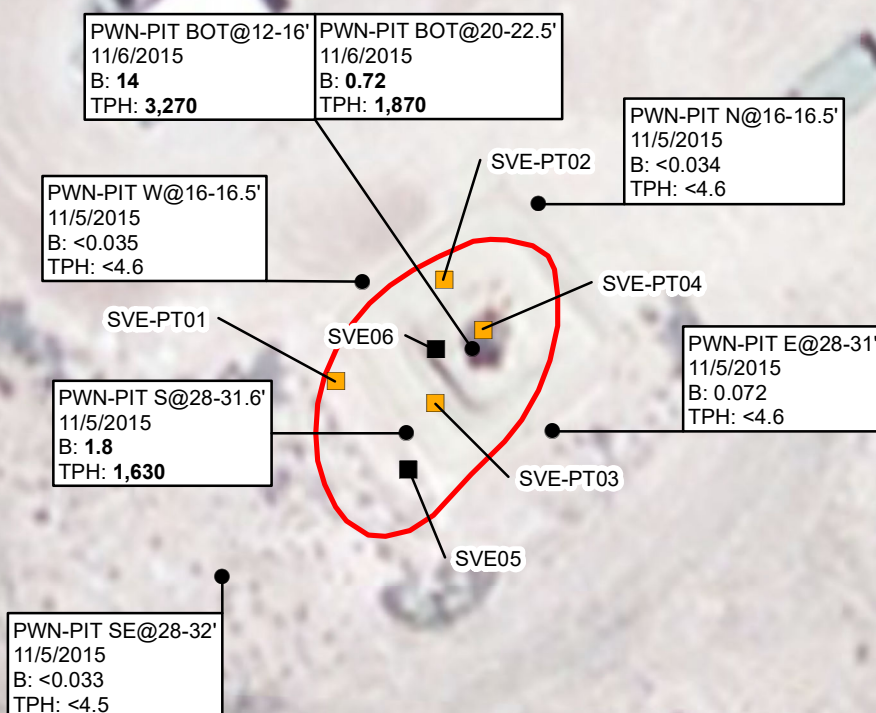 PWN-PIT BOT@12-16'
11/6/2015
B: 14
TPH: 3,270
PWN-PIT BOT@20-22.5'
11/6/2015
B: 0.72
TPH: 1,870
PWN-PIT N@16-16.5'
11/5/2015
B: <0.034
TPH: <4.6
SVE-PT02
PWN-PIT W@16-16.5'
11/5/2015
B: <0.035
TPH: <4.6
SVE-PT04
SVE-PT01
SVE06
PWN-PIT E@28-31'
11/5/2015
B: 0.072
TPH: <4.6
PWN-PIT S@28-31.6'
11/5/2015
B: 1.8
TPH: 1,630
SVE-PT03
SVE05
PWN-PIT SE@28-32'
11/5/2015
B: <0.033
TPH: <4.5